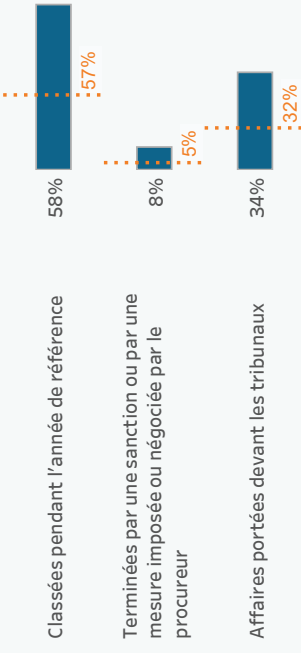 Classées pendant l'année de référence
58%
57%
Terminées par une sanction ou par une
mesure imposée ou négociée par le
procureur
8%
5%
Affaires portées devant les tribunaux
34%
32%